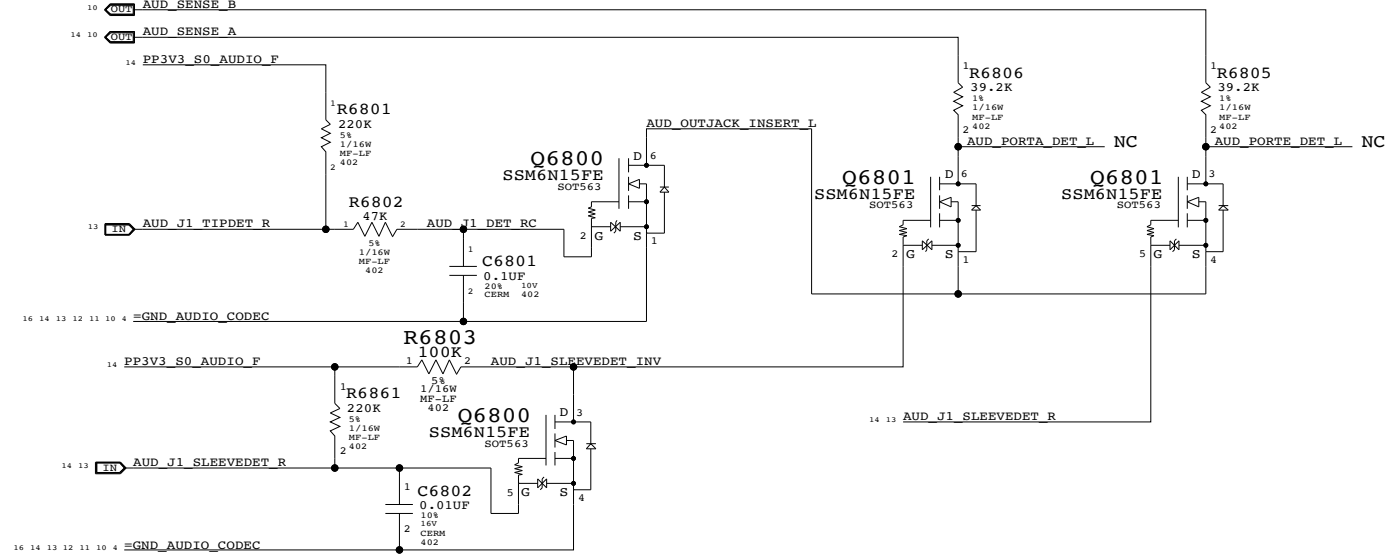 10 OUT AUD_SENSE_B
14 10 OUT AUD_SENSE_A
14 PP3V3_S0_AUDIO_F
1
R6801
220K
5%
1/16W
MF-LF
402
2
1
R6806
39.2K
1%
1/16W
MF-LF
402
2
AUD_PORTA_DET_L NC
1
R6805
39.2K
1%
1/16W
MF-LF
402
2
AUD_PORTE_DET_L NC
AUD_OUTJACK_INSERT_L
Q6800
SSM6N15FE
SOT563
D 6
2 G S 1
Q6801
SSM6N15FE
SOT563
D 6
2 G S 1
Q6801
SSM6N15FE
SOT563
D 3
5 G S 4
13 IN AUD_J1_TIPDET_R
R6802
1 47K 2
5%
1/16W
MF-LF
402
AUD_J1_DET_RC
1
C6801
0.1UF
20% 10V
CERM 402
2
16 14 13 12 11 10 4 =GND_AUDIO_CODEC
14 PP3V3_S0_AUDIO_F
R6803
100K
1 2
5%
1/16W
MF-LF
402
AUD_J1_SLEEVEDET_INV
1
R6861
220K
5%
1/16W
MF-LF
402
2
Q6800
SSM6N15FE
SOT563
D 3
5 G S 4
14 13 AUD_J1_SLEEVEDET_R
14 13 IN AUD_J1_SLEEVEDET_R
1
C6802
0.01UF
10%
16V
CERM
402
2
16 14 13 12 11 10 4 =GND_AUDIO_CODEC